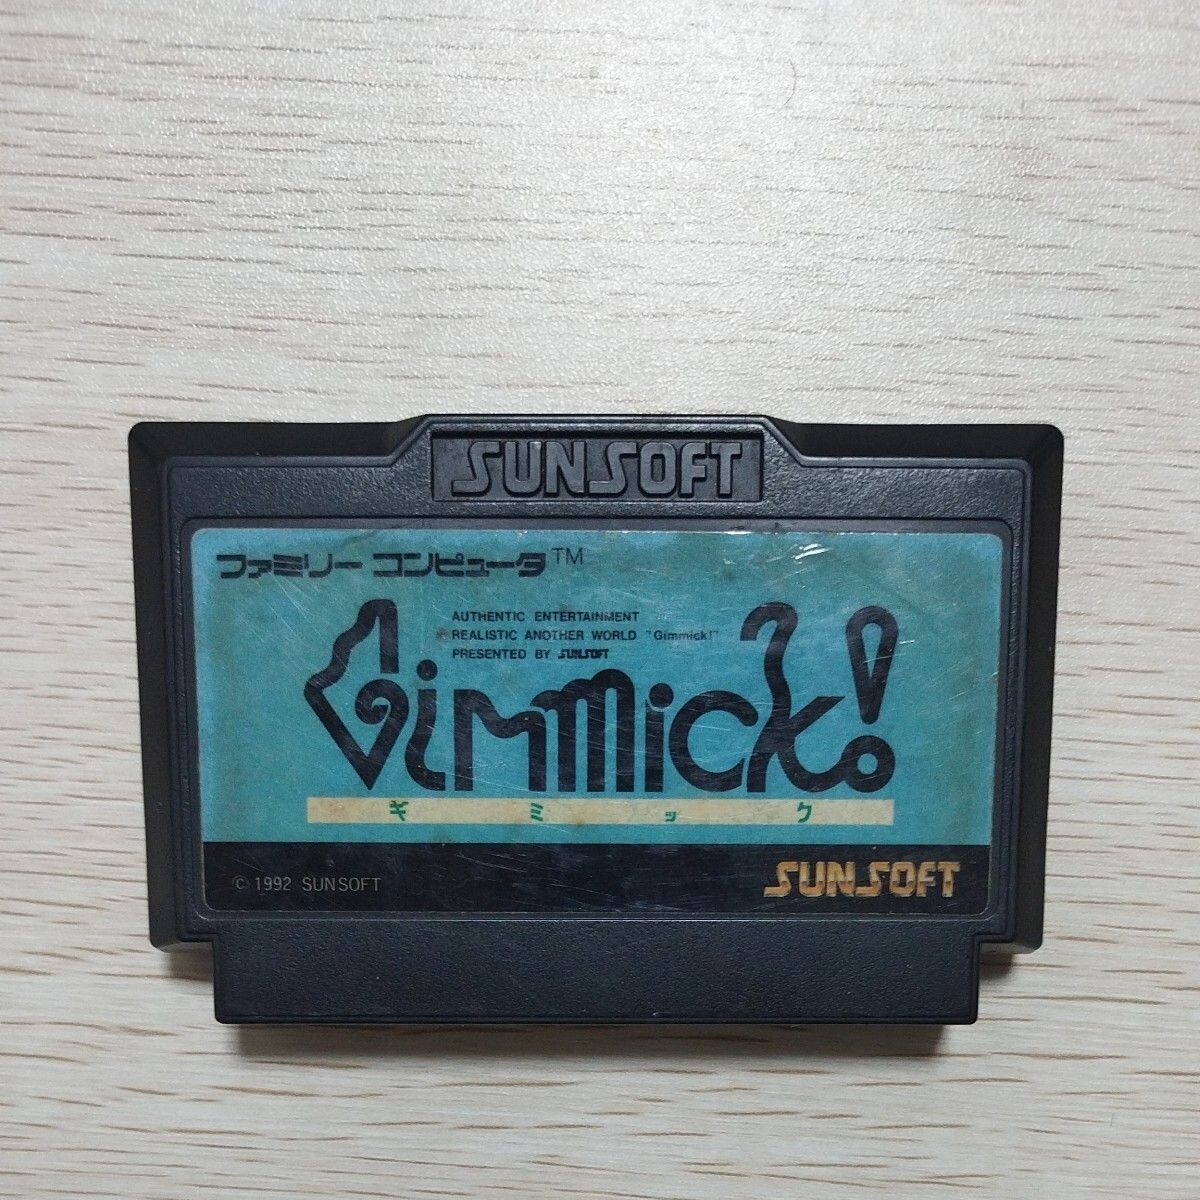 SUNSOFT
ファミリー コンピュータ™
AUTHENTIC ENTERTAINMENT
REALISTIC ANOTHER WORLD "Gimmick!"
PRESENTED BY SUNSOFT
Gimmick!
ギミック
© 1992 SUNSOFT
SUNSOFT